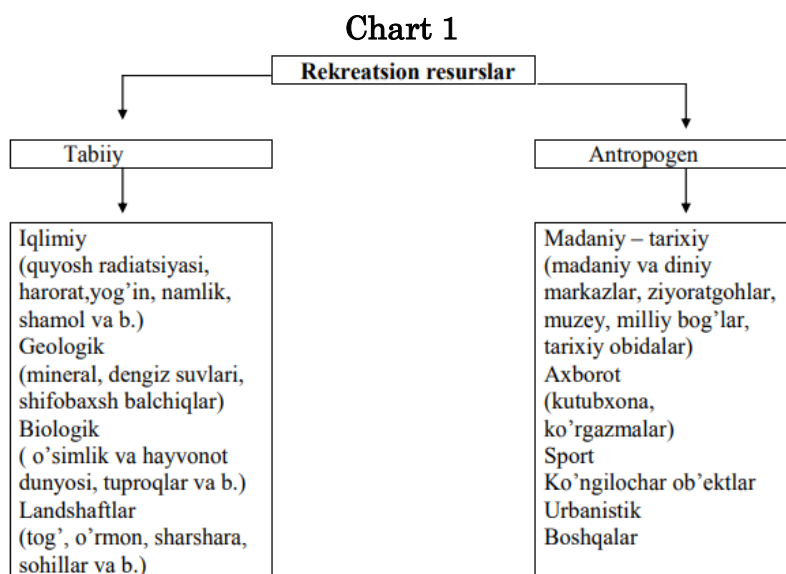 Chart 1
Rekreatsion resurslar
Tabiiy
Antropogen
Iqlimiy
(quyosh radiatsiyasi,
harorat,yog’in, namlik,
shamol va b.)
Geologik
(mineral, dengiz suvlari,
shifobaxsh balchiqlar)
Biologik
( o’simlik va hayvonot
dunyosi, tuproqlar va b.)
Landshaftlar
(tog’, o’rmon, sharshara,
sohillar va b.)
Madaniy – tarixiy
(madaniy va diniy
markazlar, ziyoratgohlar,
muzey, milliy bog’lar,
tarixiy obidalar)
Axborot
(kutubxona,
ko’rgazmalar)
Sport
Ko’ngilochar ob’ektlar
Urbanistik
Boshqalar